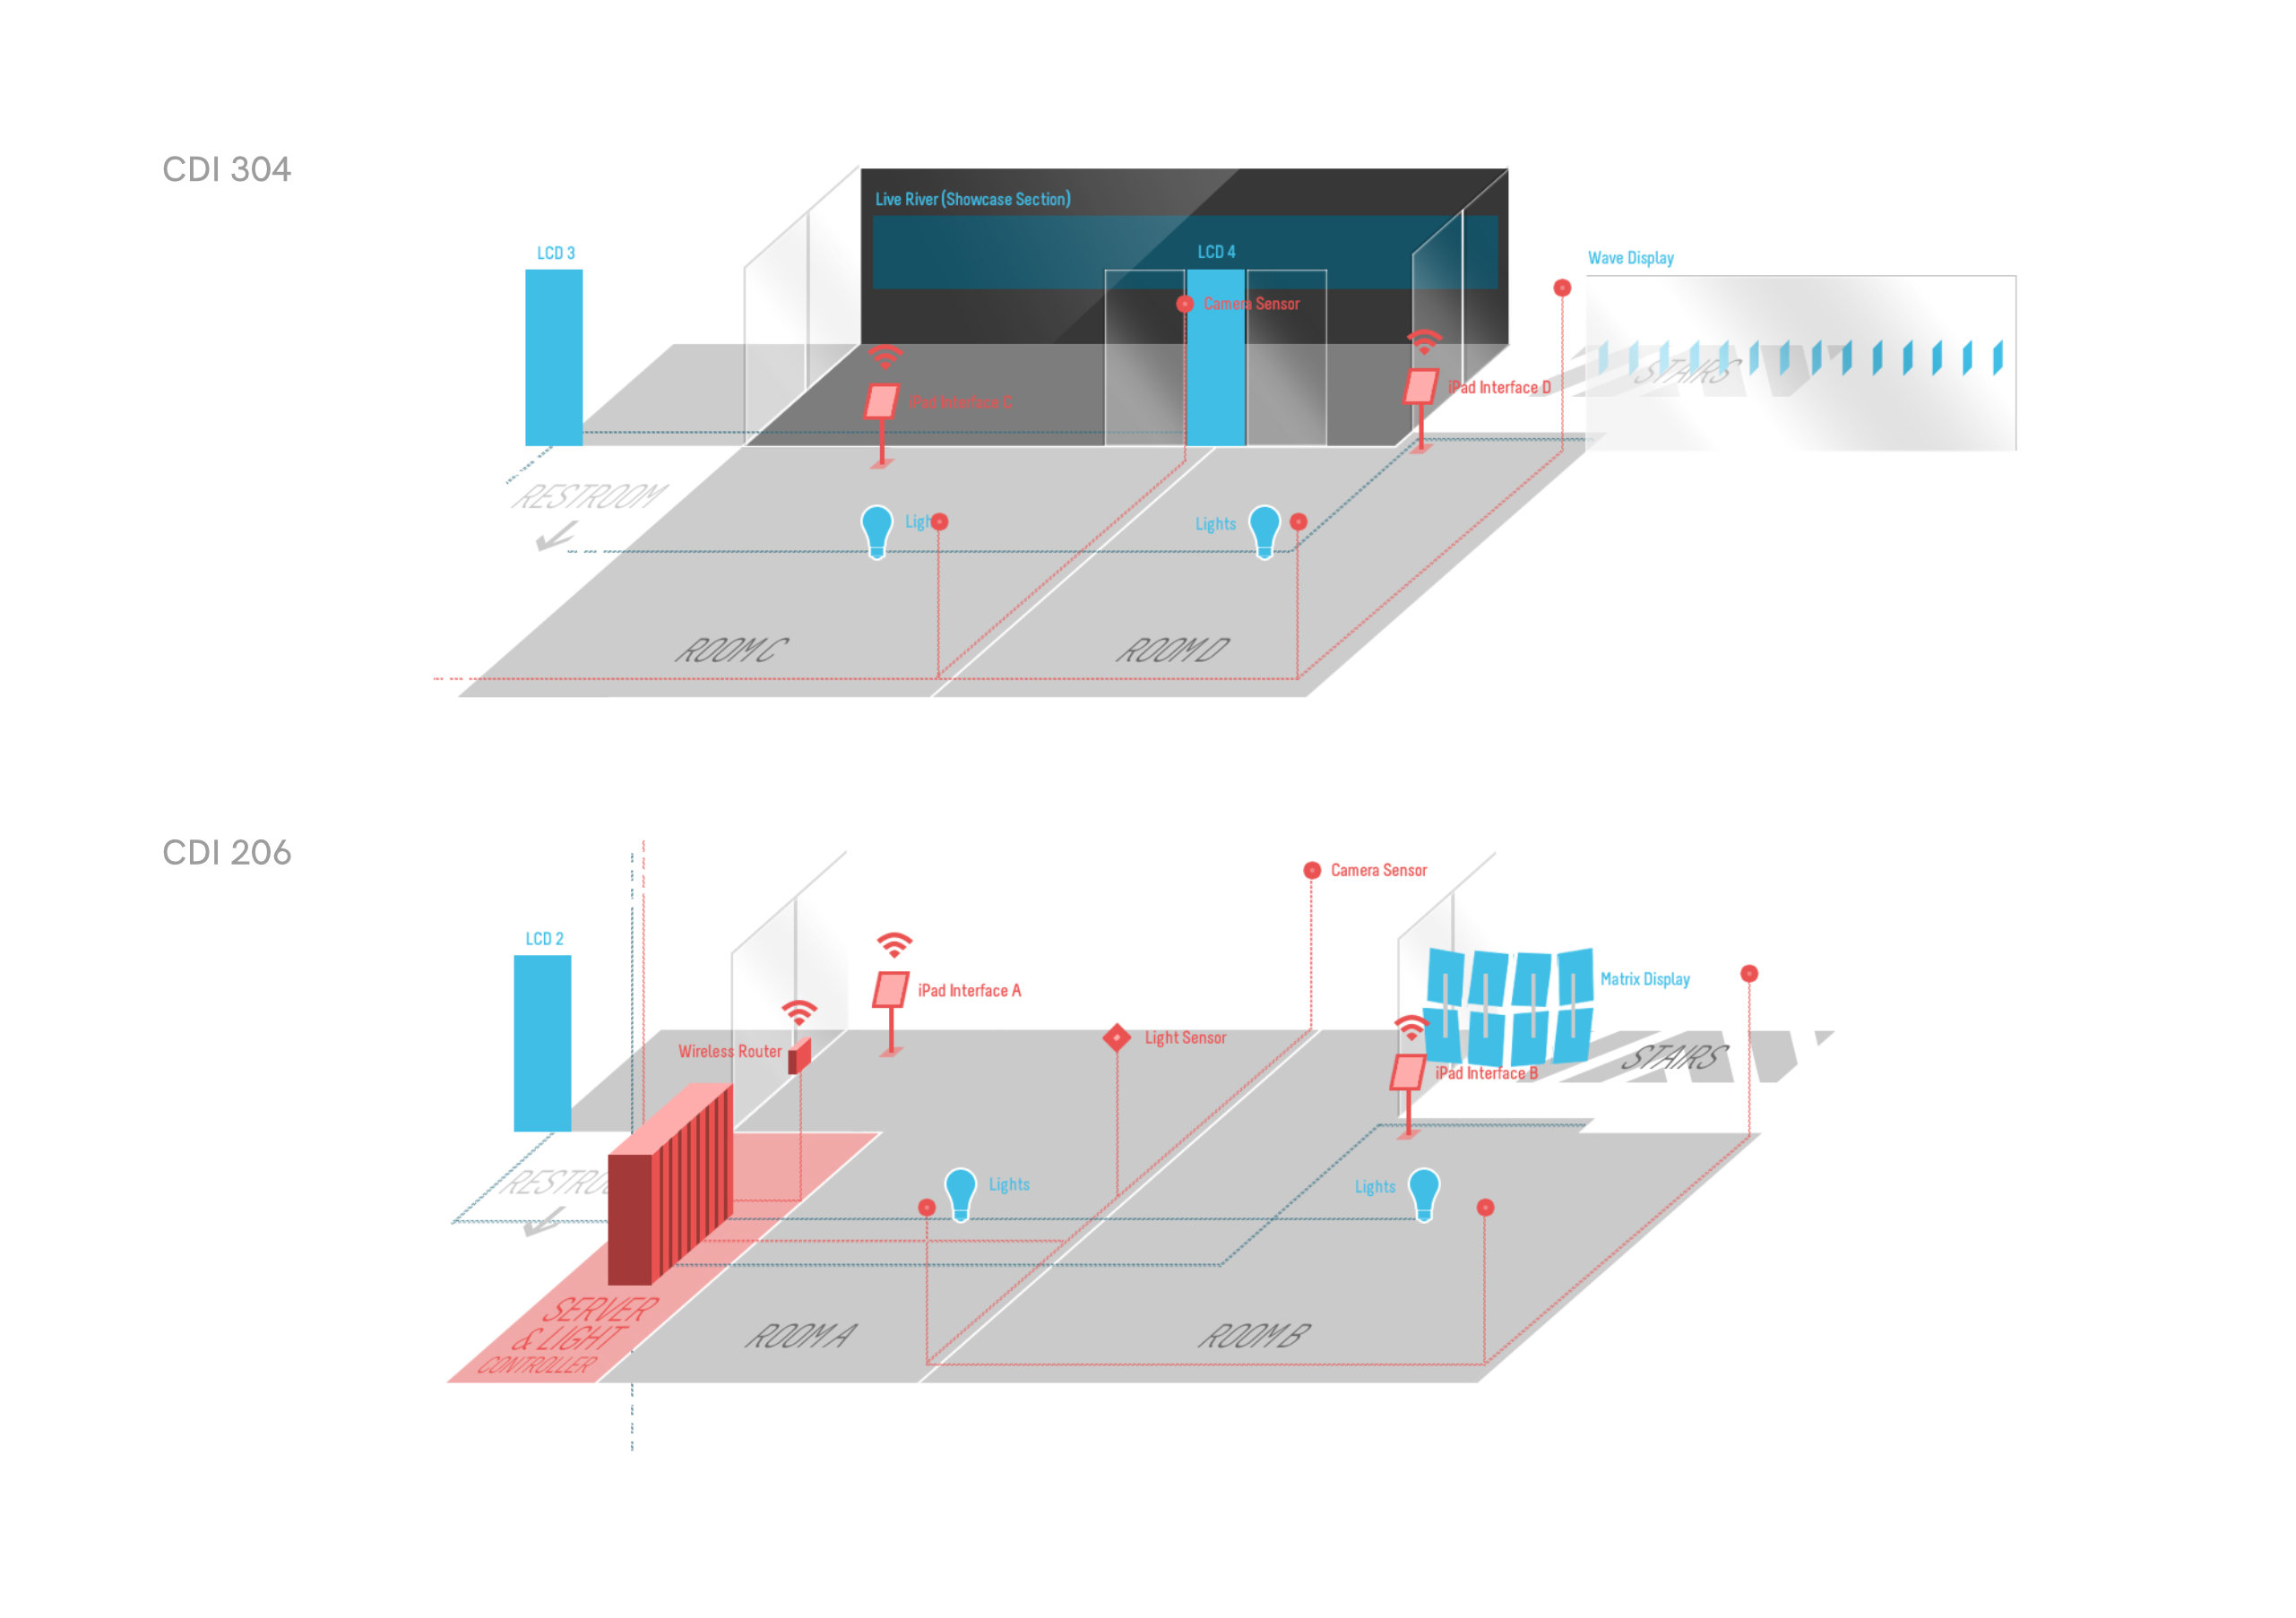 CDI 304
Live River (Showcase Section)
LCD 3
LCD 4
Wave Display
Camera Sensor
STAIRS
iPad Interface D
iPad Interface C
RESTROOM
Lights
ROOM C
ROOM D
CDI 206
Camera Sensor
LCD 2
Matrix Display
iPad Interface A
Light Sensor
Wireless Router
STAIRS
iPad Interface B
Lights
Lights
SERVER
& LIGHT
CONTROLLER
ROOM A
ROOM B